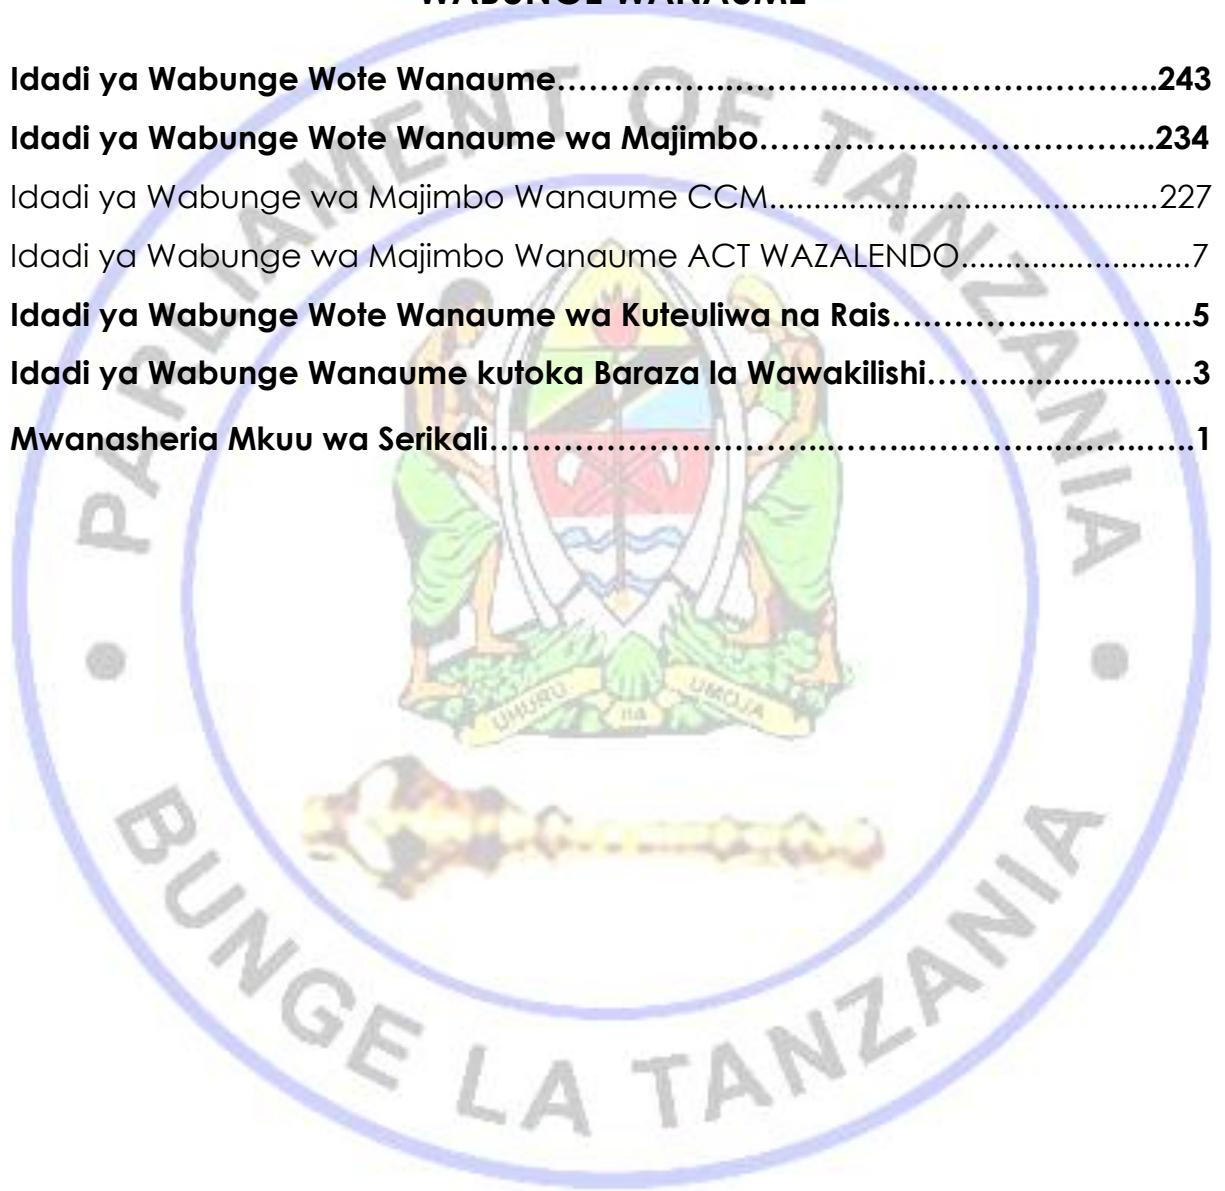 WABUNGE WANAUME
Idadi ya Wabunge Wote Wanaume……………...………..……...……….………..243
Idadi ya Wabunge Wote Wanaume wa Majimbo……………..………………...234
Idadi ya Wabunge wa Majimbo Wanaume CCM............................................227
Idadi ya Wabunge wa Majimbo Wanaume ACT WAZALENDO..........................7
Idadi ya Wabunge Wote Wanaume wa Kuteuliwa na Rais…………..……….….5
Idadi ya Wabunge Wanaume kutoka Baraza la Wawakilishi……...................….3
Mwanasheria Mkuu wa Serikali…………………………...……..………….……..…..1
PARLIAMENT OF TANZANIA
UHURU NA UMOJA
BUNGE LA TANZANIA